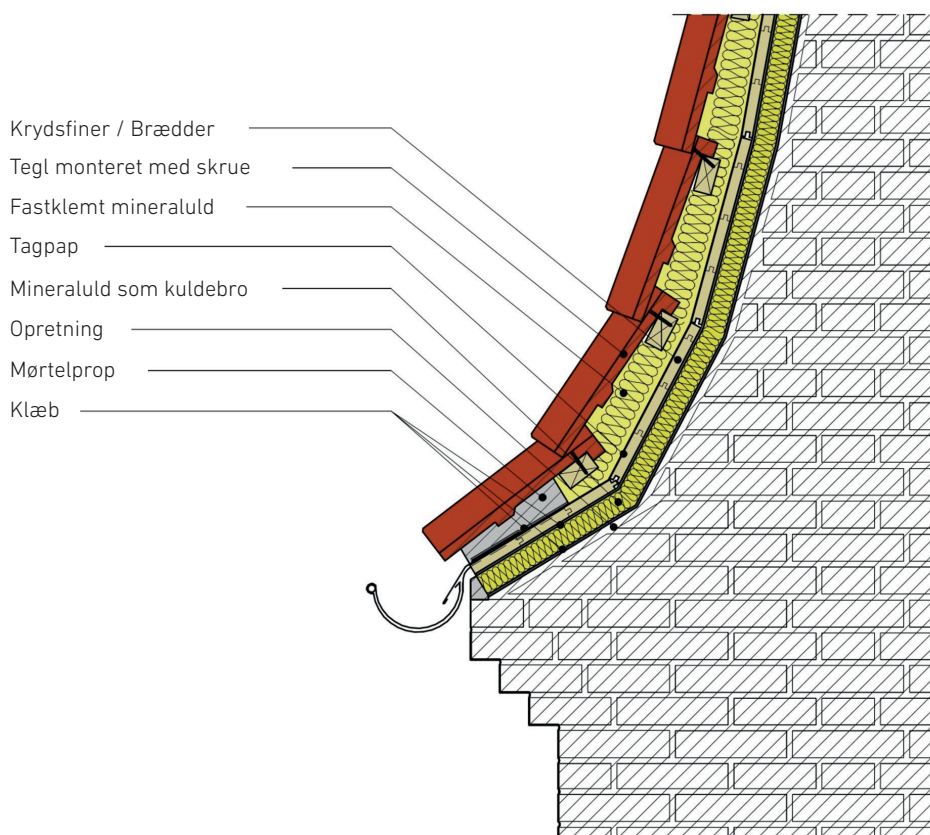 Krydsfiner / Brædder
Tegl monteret med skrue
Fastklemt mineraluld
Tagpap
Mineraluld som kuldebro
Opretning
Mørtelprop
Klæb